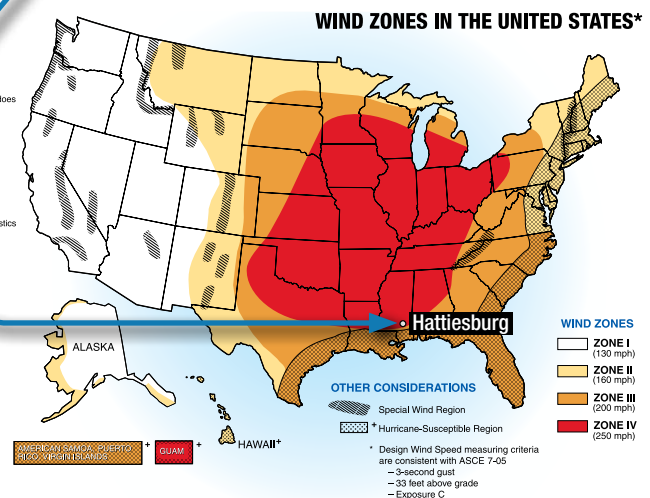 WIND ZONES IN THE UNITED STATES*
does
stics
Hattiesburg
ALASKA
HAWAII+
AMERICAN SAMOA, PUERTO
RICO, VIRGIN ISLANDS
+
GUAM
+
OTHER CONSIDERATIONS
Special Wind Region
+ Hurricane-Susceptible Region
* Design Wind Speed measuring criteria
are consistent with ASCE 7-05
– 3-second gust
– 33 feet above grade
– Exposure C
WIND ZONES
ZONE I
(130 mph)
ZONE II
(160 mph)
ZONE III
(200 mph)
ZONE IV
(250 mph)